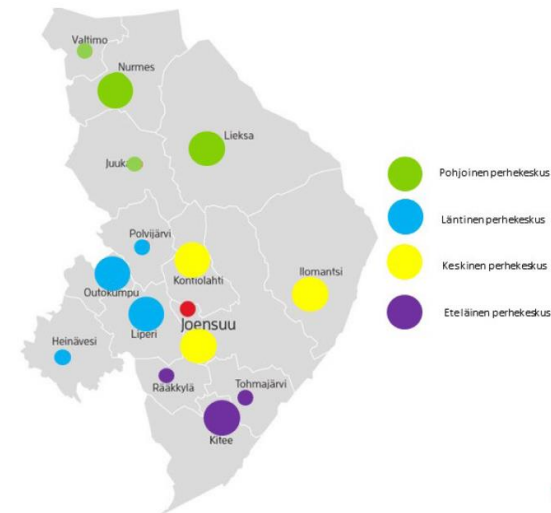 Valtimo
Nurmes
Lieksa
Juuka
Polvijärvi
Kontiolahti
Ilomantsi
Outokumpu
Joensuu
Liperi
Heinävesi
Rääkkylä
Tohmajärvi
Kitee
Pohjoinen perhekeskus
Läntinen perhekeskus
Keskinen perhekeskus
Eteläinen perhekeskus